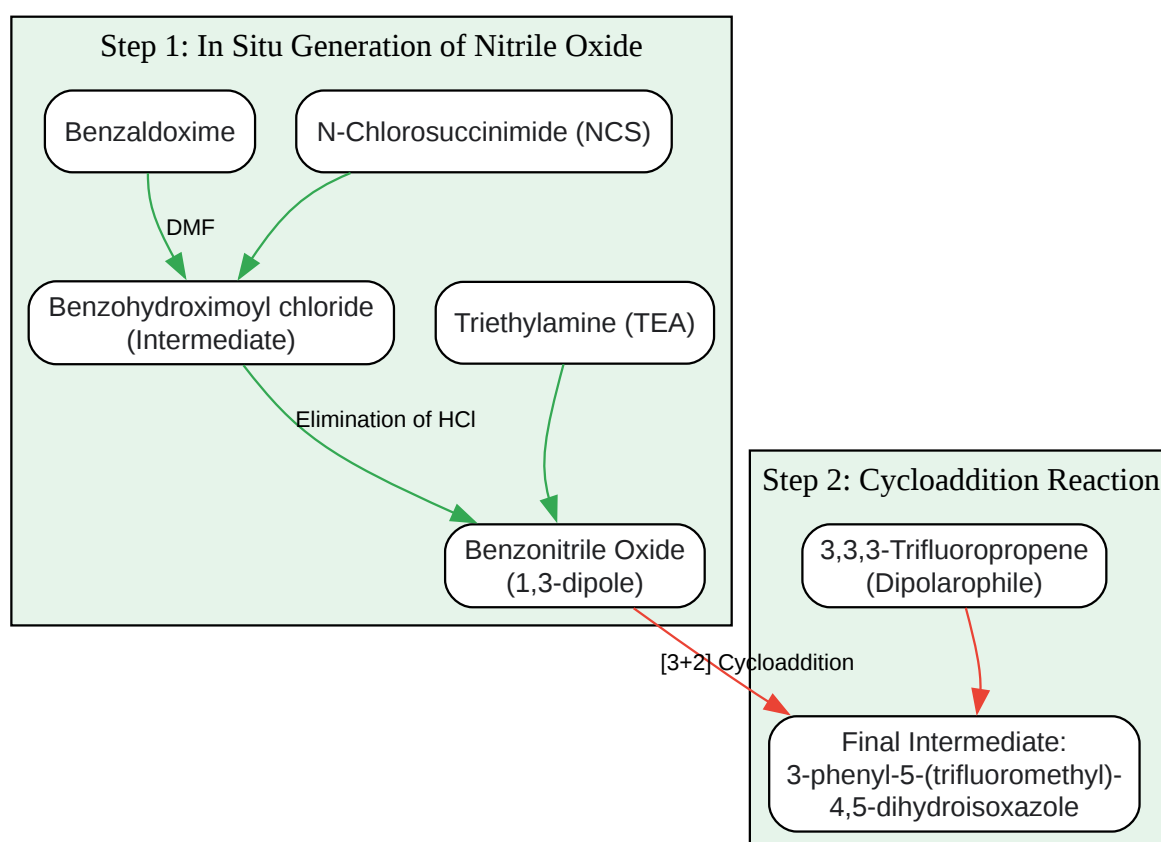 Step 1: In Situ Generation of Nitrile Oxide
Benzaldoxime
N-Chlorosuccinimide (NCS)
DMF
Benzohydroximoyl chloride
(Intermediate)
Triethylamine (TEA)
Elimination of HCl
Benzonitrile Oxide
(1,3-dipole)
Step 2: Cycloaddition Reaction
3,3,3-Trifluoropropene
(Dipolarophile)
[3+2] Cycloaddition
Final Intermediate:
3-phenyl-5-(trifluoromethyl)-
4,5-dihydroisoxazole